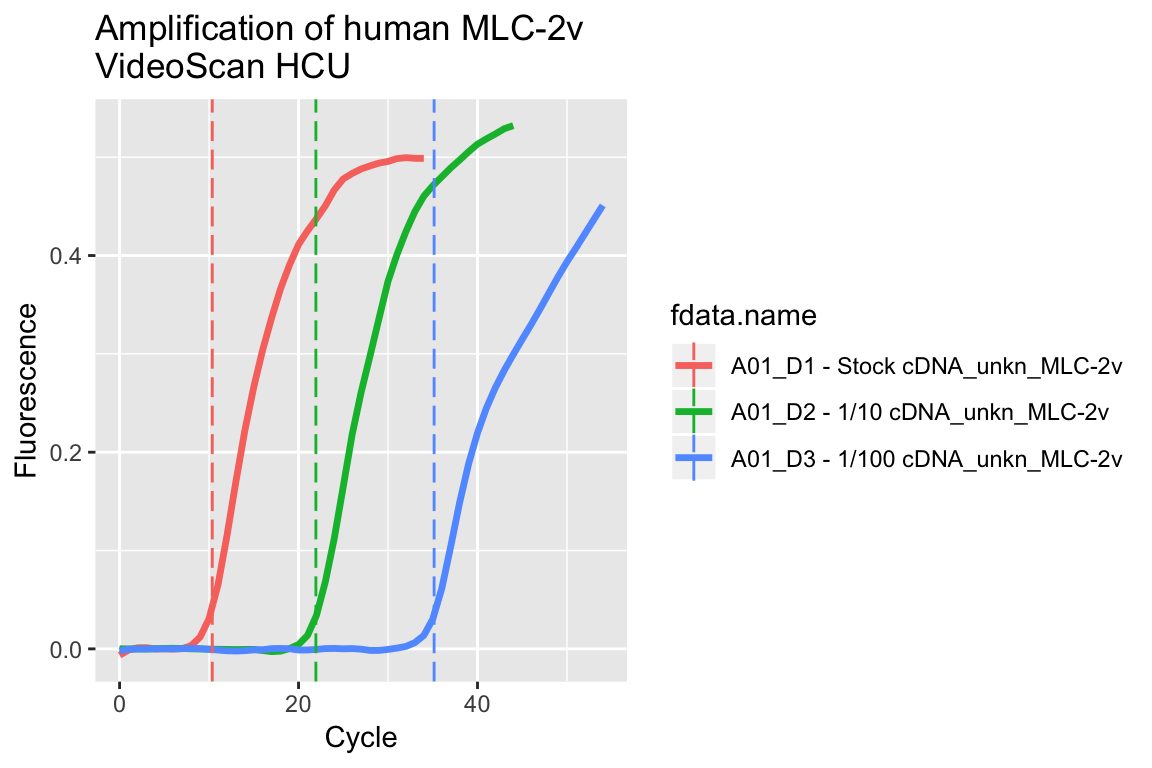 Amplification of human MLC-2v
VideoScan HCU
Fluorescence
0.4
0.2
0.0
0
20
40
Cycle
fdata.name
A01_D1 - Stock cDNA_unkn_MLC-2v
A01_D2 - 1/10 cDNA_unkn_MLC-2v
A01_D3 - 1/100 cDNA_unkn_MLC-2v